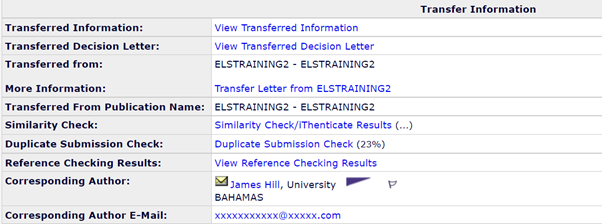 Transfer Information
Transferred Information: View Transferred Information
Transferred Decision Letter: View Transferred Decision Letter
Transferred from: ELSTRAINING2 - ELSTRAINING2
More Information: Transfer Letter from ELSTRAINING2
Transferred From Publication Name: ELSTRAINING2 - ELSTRAINING2
Similarity Check: Similarity Check/iThenticate Results (...)
Duplicate Submission Check: Duplicate Submission Check (23%)
Reference Checking Results: View Reference Checking Results
Corresponding Author: James Hill, University
BAHAMAS
Corresponding Author E-Mail: xxxxxxxxxxx@xxxxx.com